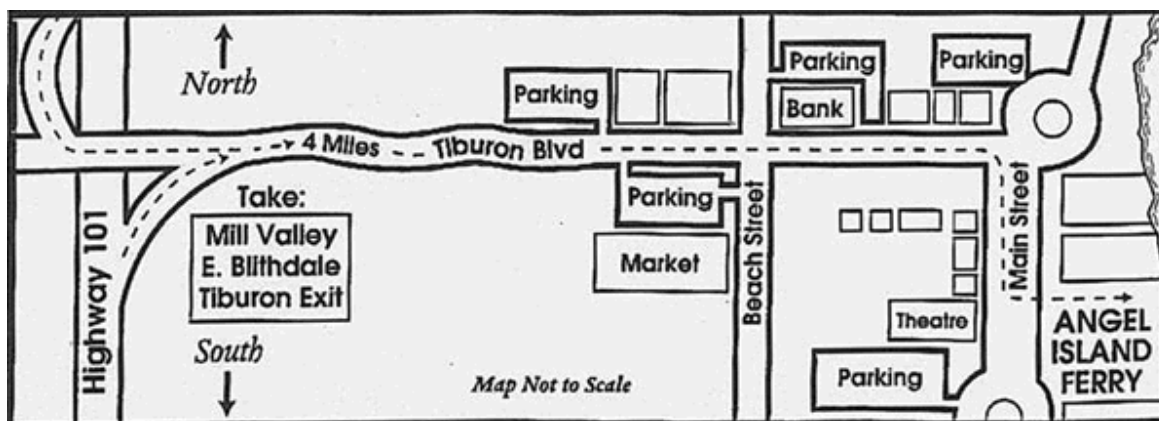 North
Parking
Parking
Bank
Parking
4 Miles
Tiburon Blvd
Take:
Mill Valley
E. Blithdale
Tiburon Exit
Highway 101
South
Parking
Market
Beach Street
Main Street
Theatre
Parking
ANGEL
ISLAND
FERRY
Map Not to Scale